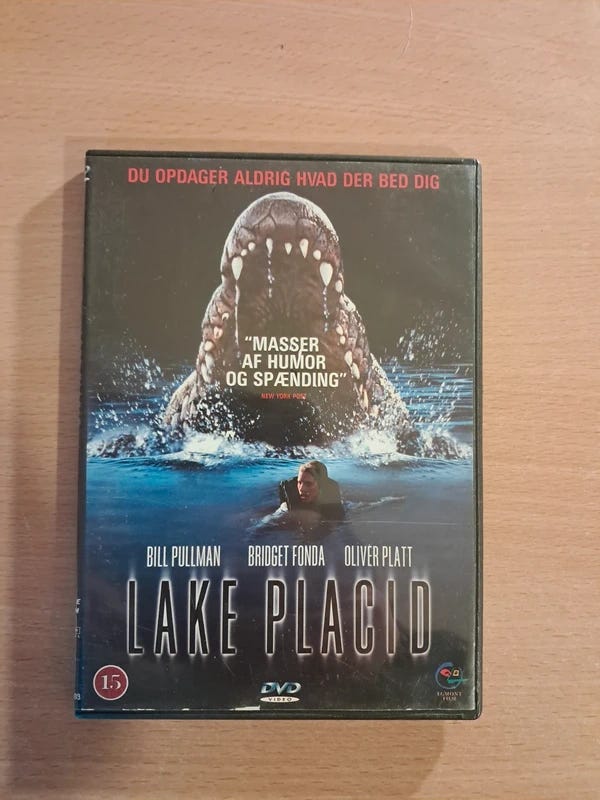 DU OPDAGER ALDRIG HVAD DER BED DIG
"MASSER
AF HUMOR
OG SPÆNDING"
NEW YORK POST
BILL PULLMAN BRIDGET FONDA OLIVER PLATT
LAKE PLACID
15
DVD
VIDEO
EGMONT
FILM